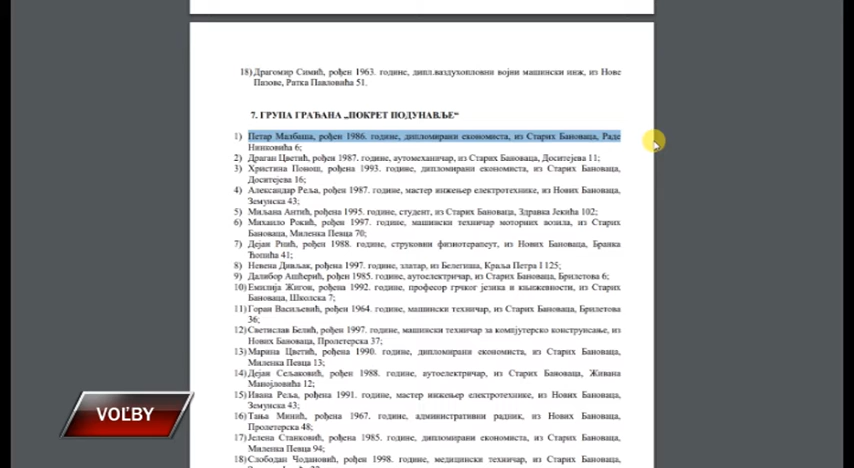 18) Драгомир Симић, рођен 1963. године, дипл.ваздухопловни војни машински инж, из Нове
Пазове, Ратка Павловића 51.
7. ГРУПА ГРАЂАНА „ПОКРЕТ ПОДУНАВЉЕ“
1) Петар Малбаша, рођен 1986. године, дипломирани економиста, из Старих Бановаца, Раде
Нинковића 6;
2) Драган Цветић, рођен 1987. године, аутомеханичар, из Старих Бановаца, Доситејева 11;
3) Христина Понош, рођена 1993. године, дипломирани економиста, из Старих Бановаца,
Доситејева 16;
4) Александар Реља, рођен 1987. године, мастер инжењер електротехнике, из Нових Бановаца,
Земунска 43;
5) Миљана Антић, рођена 1995. године, студент, из Старих Бановаца, Здравка Јекића 102;
6) Михаило Рокић, рођен 1997. године, машински техничар моторних возила, из Старих
Бановаца, Миленка Певца 70;
7) Дејан Рнић, рођен 1988. године, струковни физиотерапеут, из Нових Бановаца, Бранка
Ћопића 41;
8) Невена Дивљак, рођена 1997. године, златар, из Белегиша, Краља Петра I 125;
9) Далибор Ашћерић, рођен 1985. године, аутоелектричар, из Старих Бановаца, Брилетова 6;
10) Емилија Жигон, рођена 1992. године, професор грчког језика и књижевности, из Старих
Бановаца, Школска 7;
11) Горан Васиљевић, рођен 1964. године, машински техничар, из Старих Бановаца, Брилетова
36;
12) Светислав Белић, рођен 1997. године, машински техничар за компјутерско конструисање, из
Нових Бановаца, Пролетерска 37;
13) Марина Цветић, рођена 1990. године, дипломирани економиста, из Старих Бановаца,
Миленка Певца 13;
14) Дејан Сељаковић, рођен 1988. године, аутоелектричар, из Старих Бановаца, Живана
Манојловића 12;
15) Ивана Реља, рођена 1991. године, мастер инжењер електротехнике, из Нових Бановаца,
Земунска 43;
16) Тања Минић, рођена 1967. године, административни радник, из Нових Бановаца,
Пролетерска 48;
17) Јелена Станковић, рођена 1985. године, дипломирани економиста, из Старих Бановаца,
Миленка Певца 94;
18) Слободан Чодановић, рођен 1998. године, медицински техничар, из Старих Бановаца,
VOĽBY